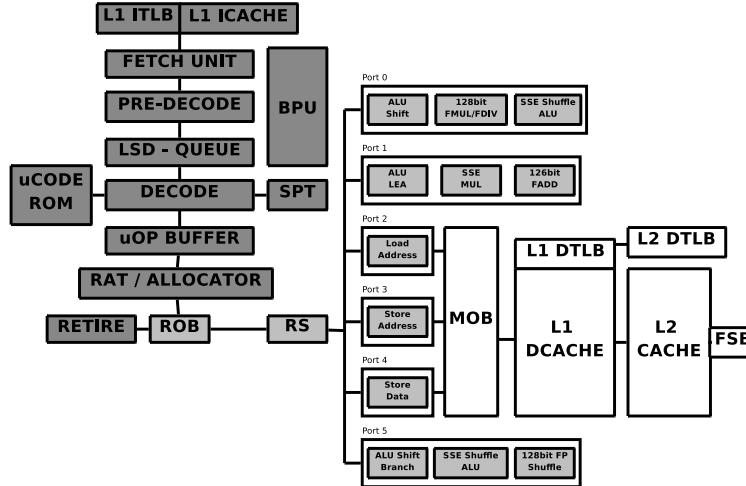 L1 ITLB
L1 ICACHE
FETCH UNIT
BPU
PRE-DECODE
LSD - QUEUE
uCODE
ROM
DECODE
SPT
uOP BUFFER
RAT / ALLOCATOR
RETIRE
ROB
RS
Port 0
ALU
Shift
128bit
FMUL/FDIV
SSE Shuffle
ALU
Port 1
ALU
LEA
SSE
MUL
126bit
FADD
Port 2
Load
Address
Port 3
Store
Address
Port 4
Store
Data
MOB
L1 DTLB
L2 DTLB
L1
DCACHE
L2
CACHE
FSB
Port 5
ALU Shift
Branch
SSE Shuffle
ALU
128bit FP
Shuffle